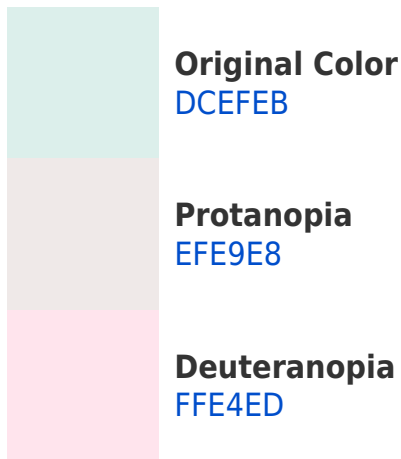 Original Color
DCEFEB
Protanopia
EFE9E8
Deuteranopia
FFE4ED